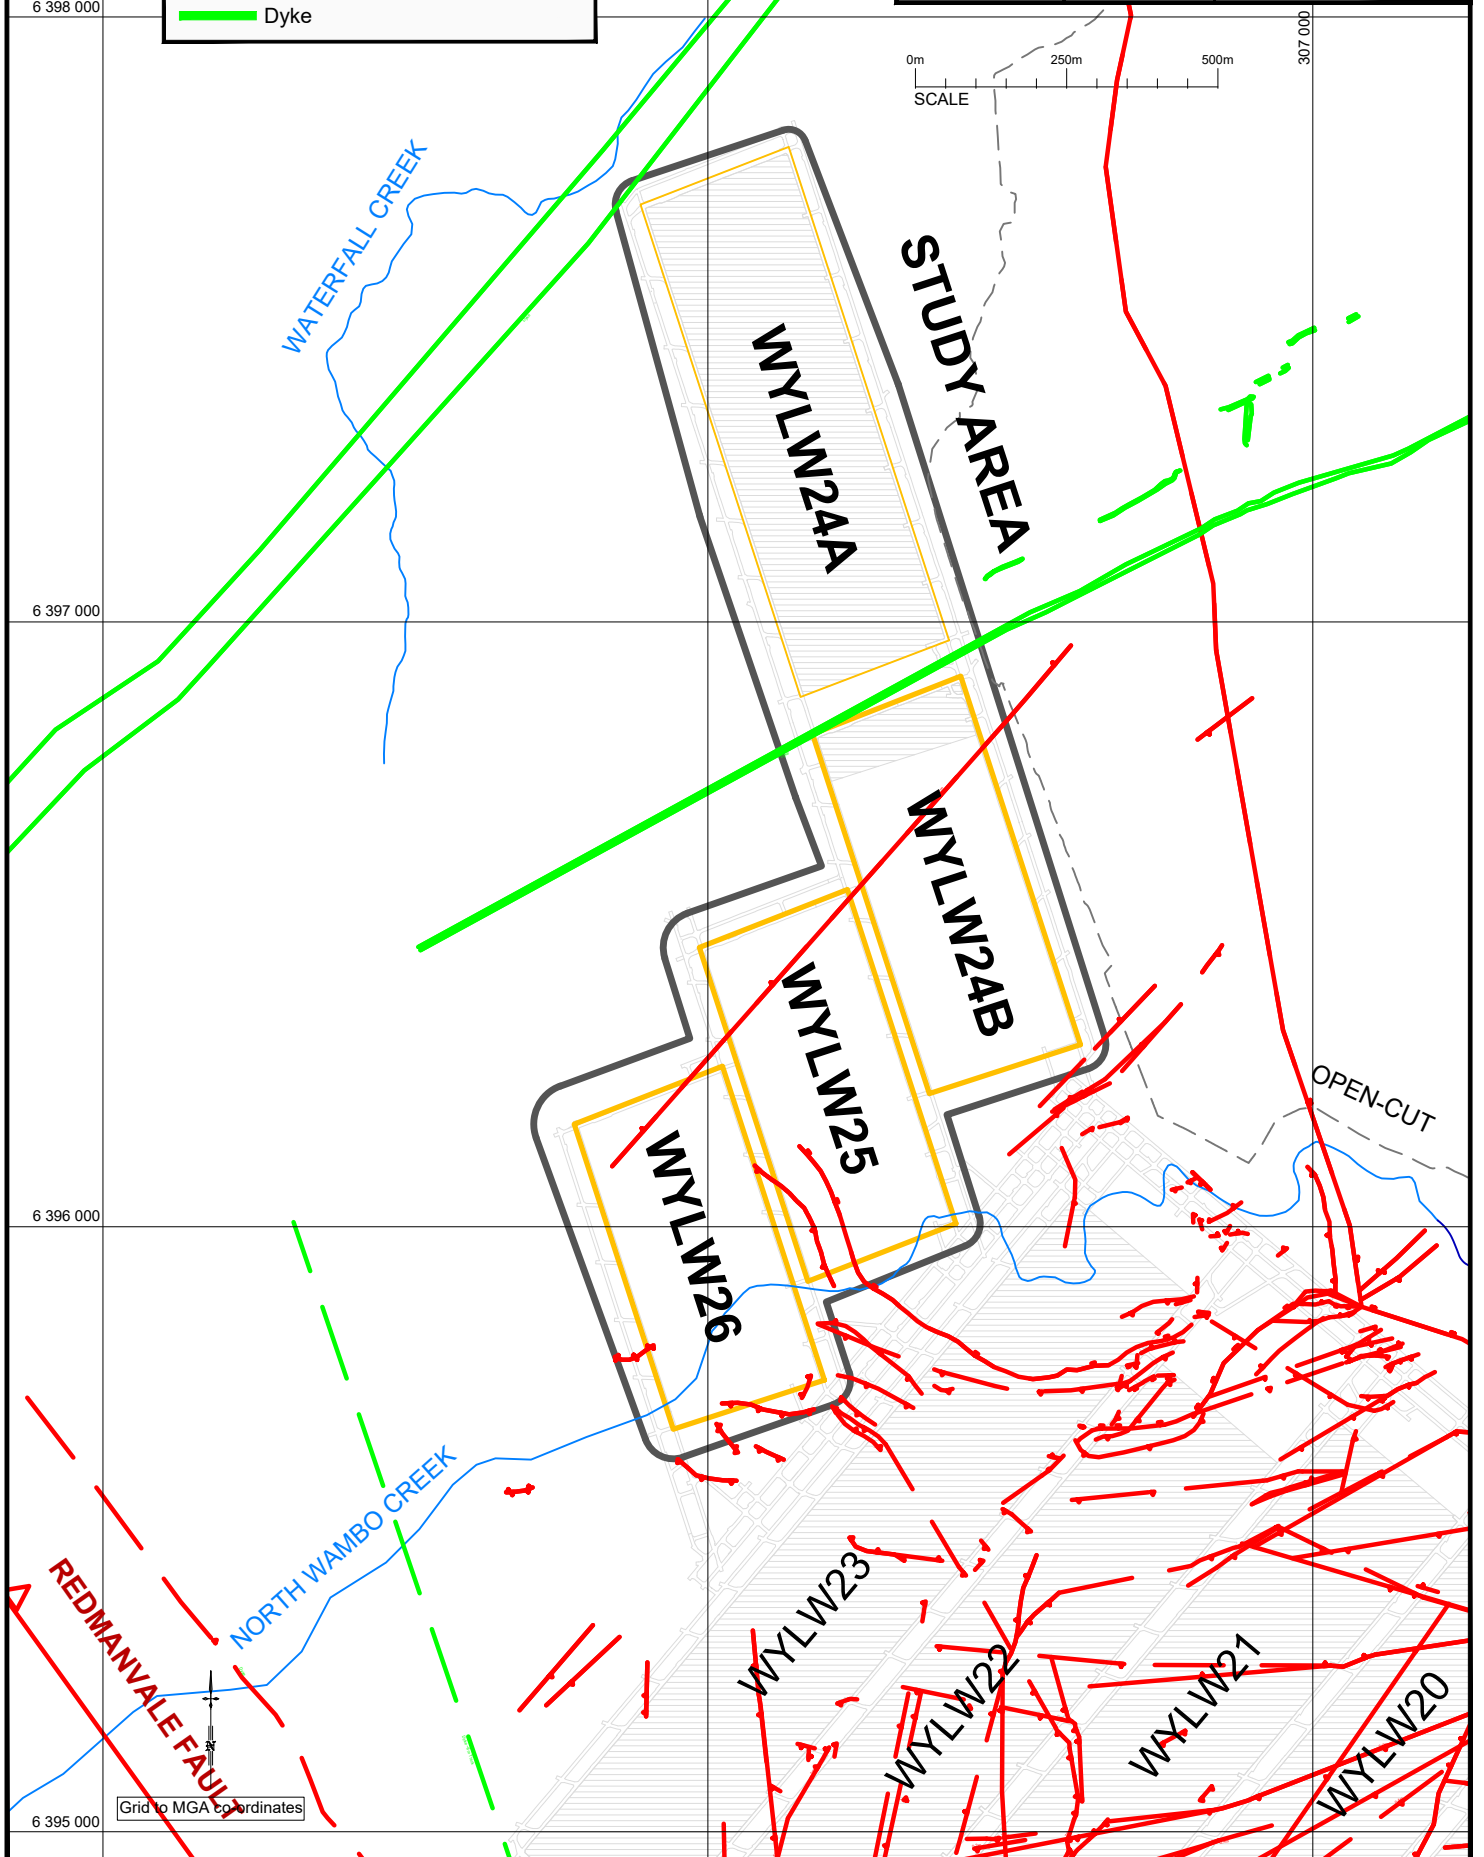 6 398 000
Dyke
0m 250m 500m
SCALE
307 000
WATERFALL CREEK
STUDY AREA
WYLW24A
6 397 000
WYLW24B
WYLW25
OPEN-CUT
WYLW26
6 396 000
NORTH WAMBO CREEK
REDMANVALE FAULT
WYLW23
WYLW22
WYLW21
WYLW20
N
Grid to MGA co-ordinates
6 395 000